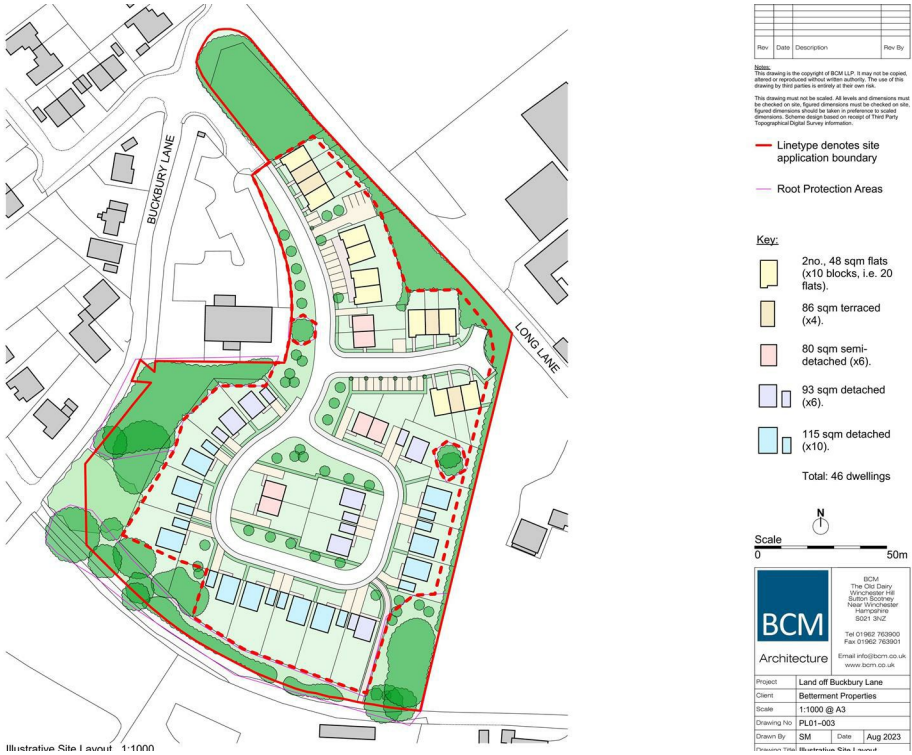 BUCKBURY LANE
LONG LANE
Illustrative Site Layout 1:1000
Rev Date Description Rev By
Notes:
This drawing is the copyright of BCM LLP. It may not be copied,
altered or reproduced without written authority. The use of this
drawing by third parties is entirely at their own risk.
This drawing must not be scaled. All levels and dimensions must
be checked on site, figured dimensions must be checked on site,
figured dimensions should be taken in preference to scaled
dimensions. Scheme design based on receipt of Third Party
Topographical Digital Survey information.
Linetype denotes site
application boundary
Root Protection Areas
Key:
2no., 48 sqm flats
(x10 blocks, i.e. 20
flats).
86 sqm terraced
(x4).
80 sqm semi-
detached (x6).
93 sqm detached
(x6).
115 sqm detached
(x10).
Total: 46 dwellings
N
Scale
0 50m
BCM
Architecture
BCM
The Old Dairy
Winchester Hill
Sutton Scotney
Near Winchester
Hampshire
S021 3NZ
Tel 01962 763900
Fax 01962 763901
Email info@bcm.co.uk
www.bcm.co.uk
Project Land off Buckbury Lane
Client Betterment Properties
Scale 1:1000 @ A3
Drawing No PL01-003
Drawn By SM Date Aug 2023
Drawing Title Illustrative Site Layout